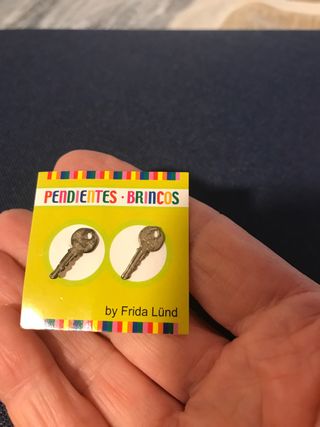 PENDIENTES · BRINCOS
by Frida Lünd